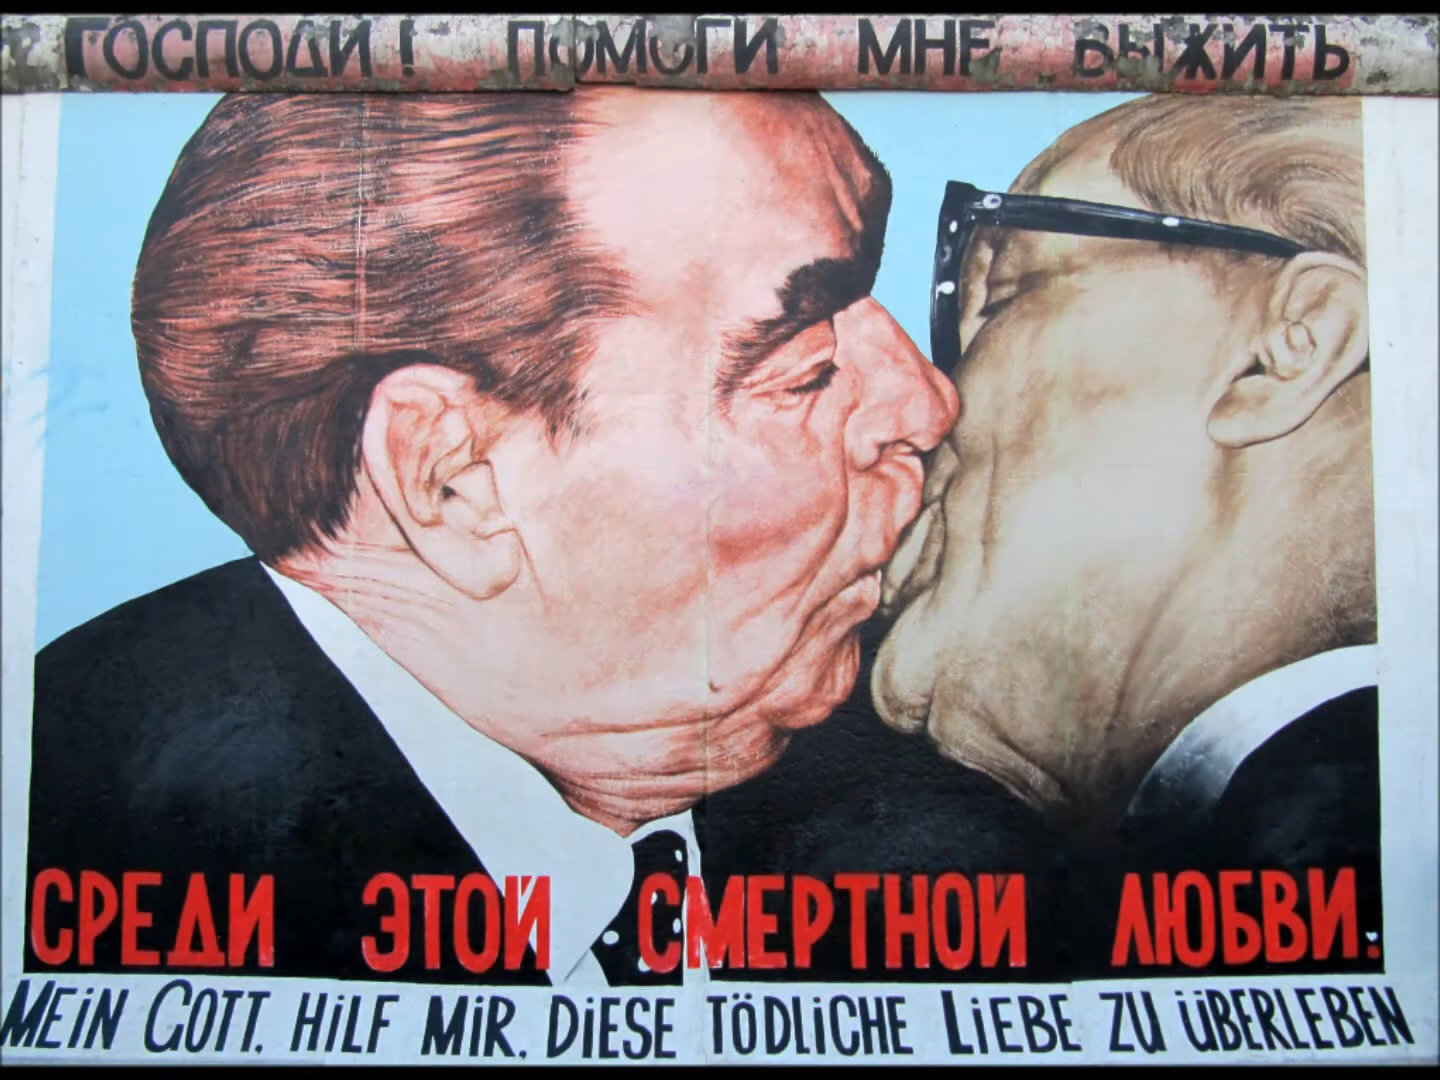 ГОСПОДИ! ПОМОГИ МНЕ ВЫЖИТЬ
СРЕДИ ЭТОЙ СМЕРТНОЙ ЛЮБВИ.
MEIN GOTT. HILF MIR. DIESE TÖDLICHE LIEBE ZU ÜBERLEBEN